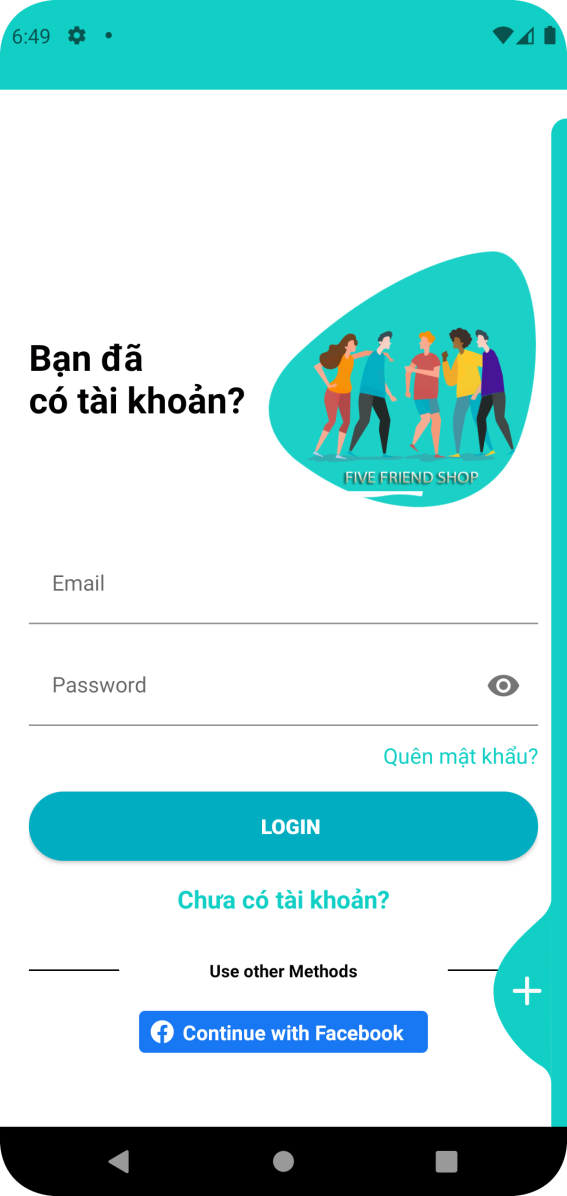 6:49
Bạn đã
có tài khoản?
FIVE FRIEND SHOP
Email
Password
Quên mật khẩu?
LOGIN
Chưa có tài khoản?
Use other Methods
Continue with Facebook